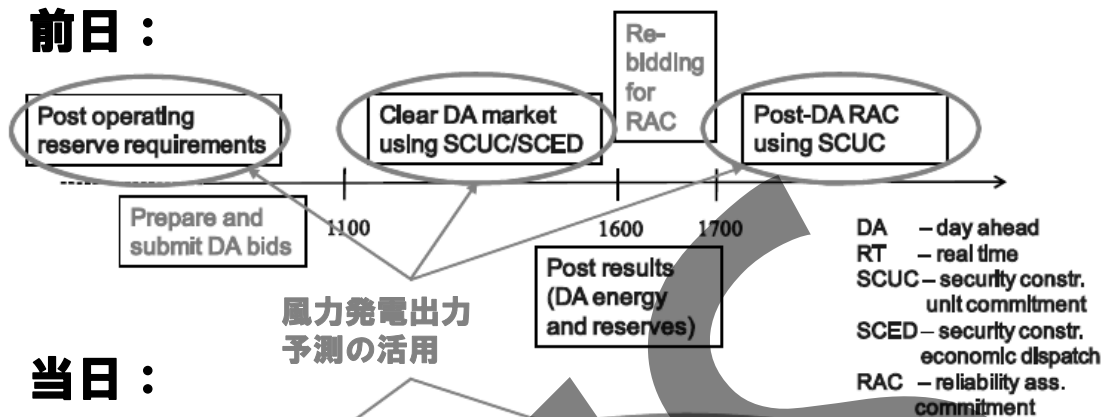 前日：
Re-
bidding
for
RAC
Post operating
reserve requirements
Clear DA market
using SCUC/SCED
Post-DA RAC
using SCUC
Prepare and
submit DA bids
1100
1600
1700
Post results
(DA energy
and reserves)
DA – day ahead
RT – real time
SCUC – security constr.
unit commitment
SCED – security constr.
economic dispatch
RAC – reliability ass.
commitment
風力発電出力
予測の活用
当日：